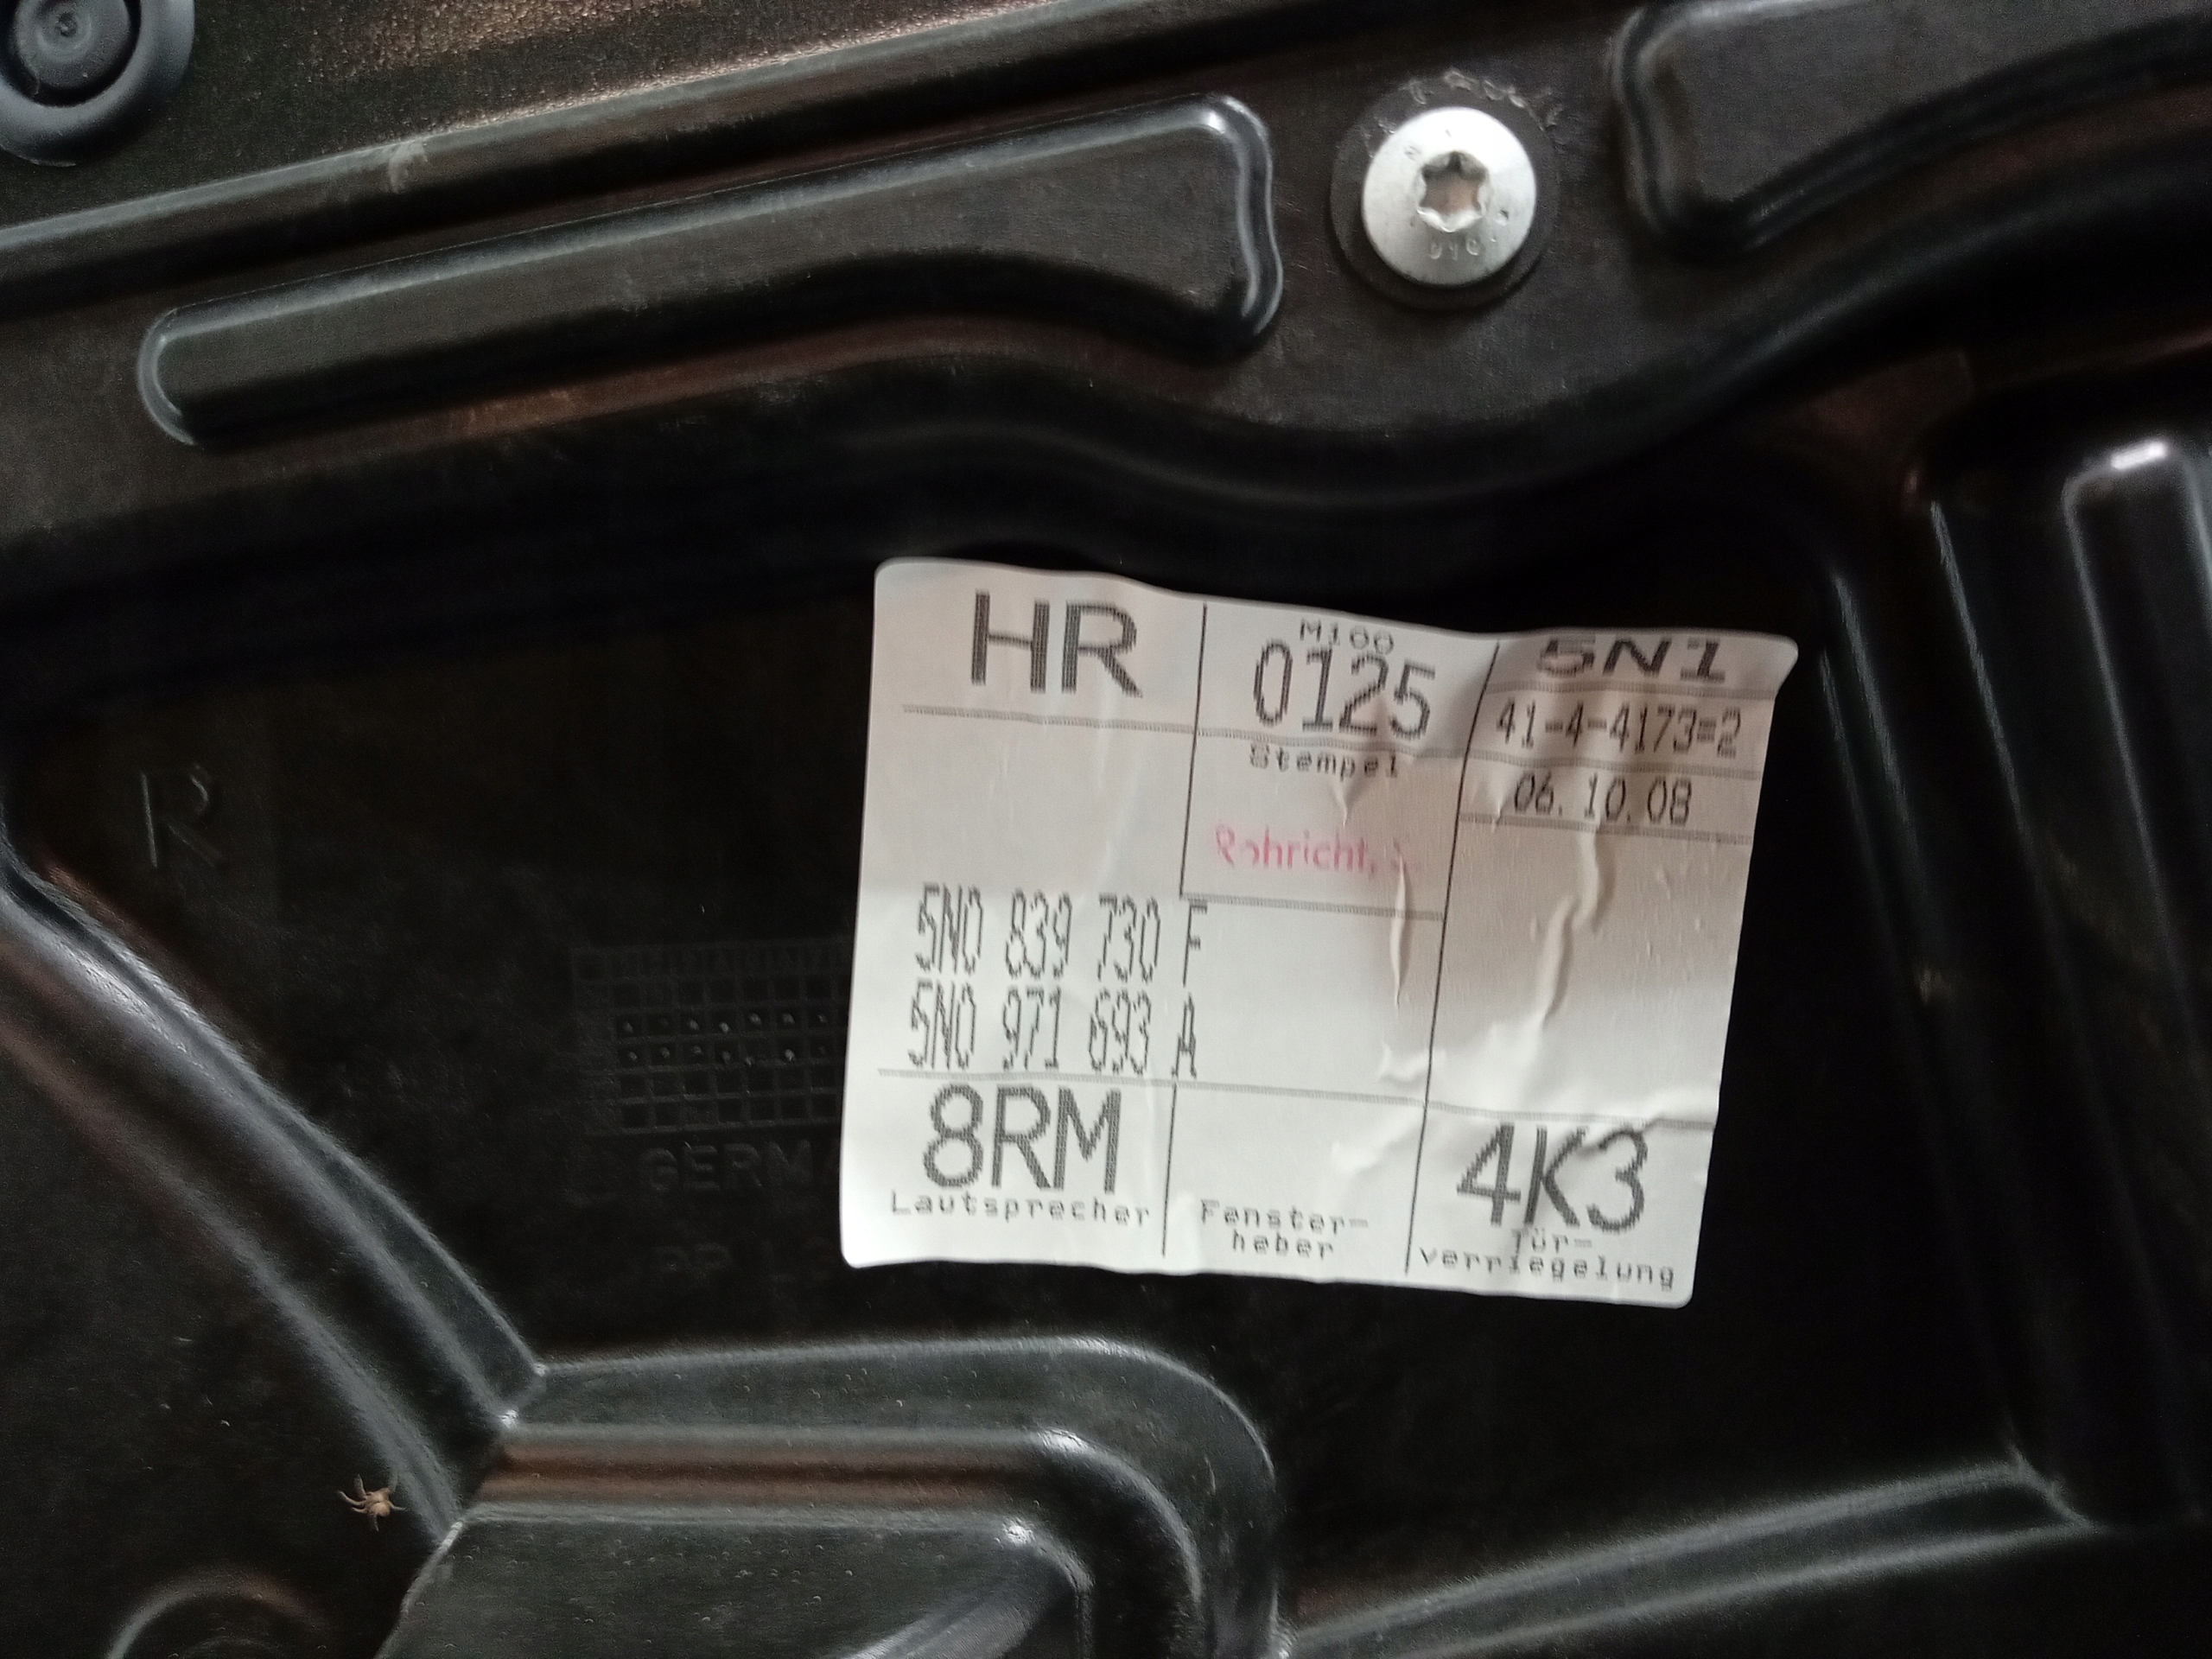 HR
M100
0125
5N1
41-4-4173=2
Stempel
06.10.08
R
5N0 839 730 F
5N0 971 693 A
8RM
Lautsprecher
Fenster-
heber
4K3
Tür-
verriegelung